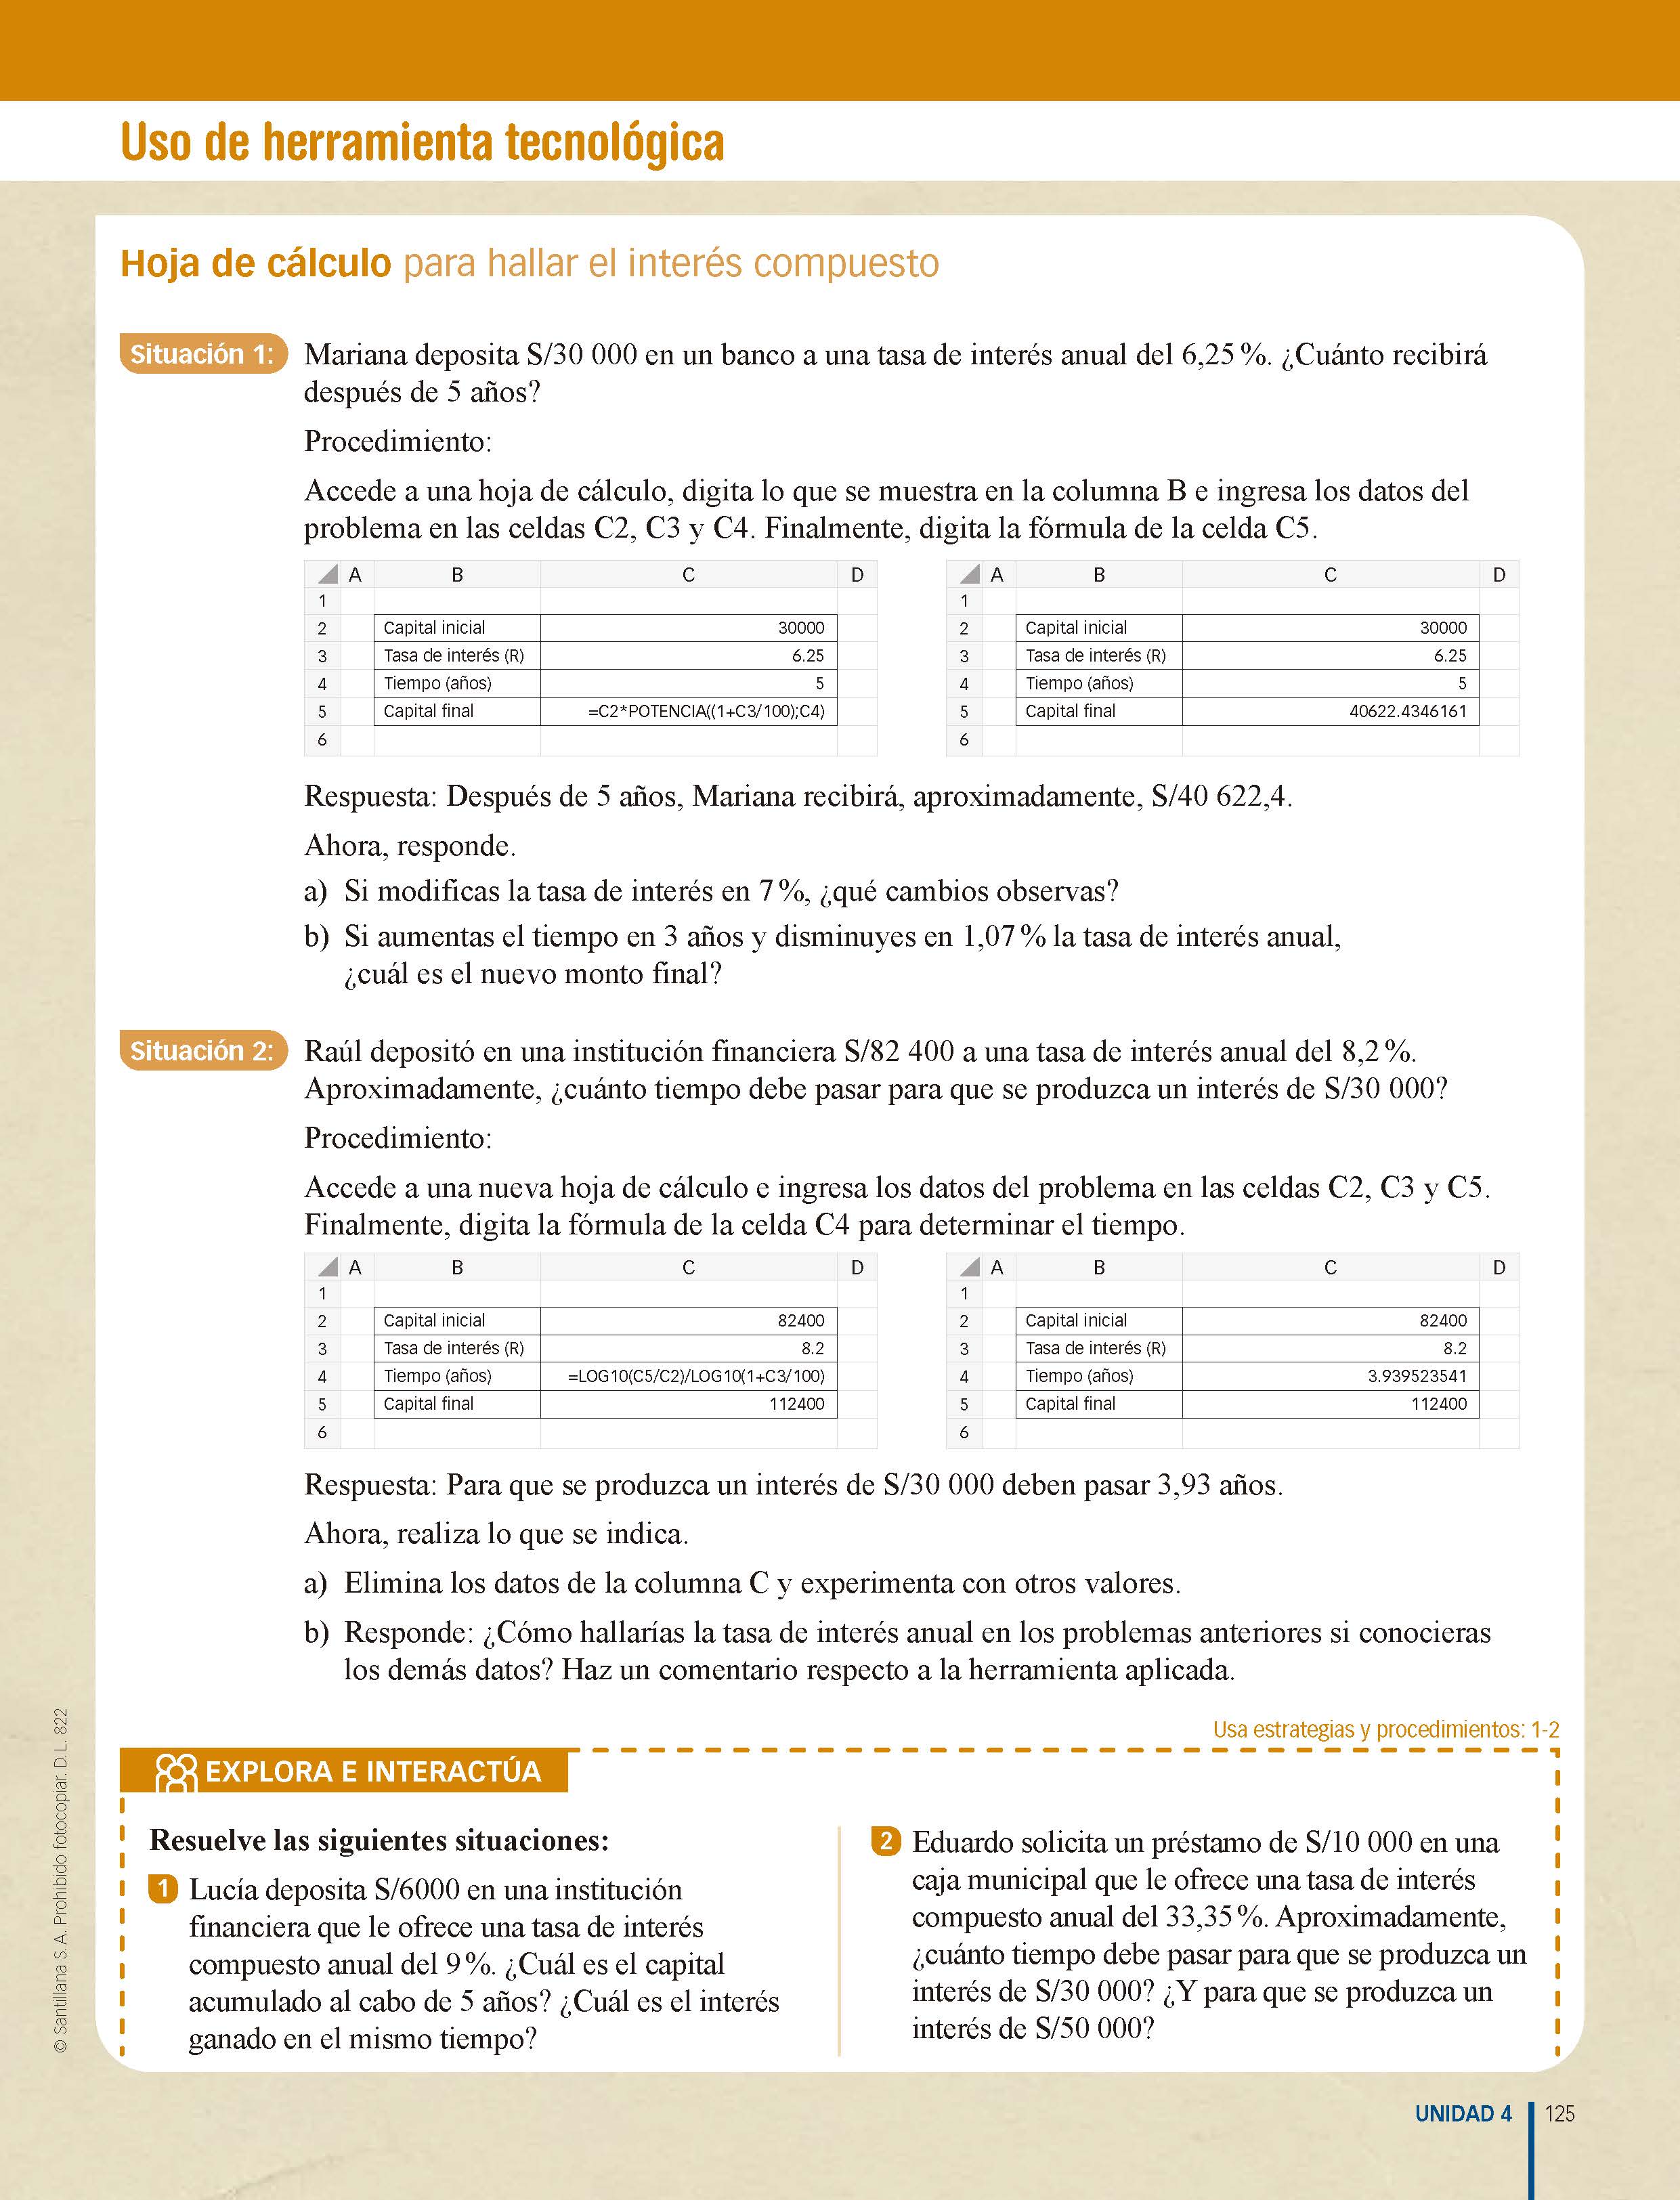 Uso de herramienta tecnológica
Hoja de cálculo para hallar el interés compuesto
Situación 1:
Mariana deposita S/30 000 en un banco a una tasa de interés anual del 6,25 %. ¿Cuánto recibirá
después de 5 años?
Procedimiento:
Accede a una hoja de cálculo, digita lo que se muestra en la columna B e ingresa los datos del
problema en las celdas C2, C3 y C4. Finalmente, digita la fórmula de la celda C5.
A B C D
1
2 Capital inicial 30000
3 Tasa de interés (R) 6.25
4 Tiempo (años) 5
5 Capital final =C2*POTENCIA((1+C3/100);C4)
6
A B C D
1
2 Capital inicial 30000
3 Tasa de interés (R) 6.25
4 Tiempo (años) 5
5 Capital final 40622.4346161
6
Respuesta: Después de 5 años, Mariana recibirá, aproximadamente, S/40 622,4.
Ahora, responde.
a) Si modificas la tasa de interés en 7 %, ¿qué cambios observas?
b) Si aumentas el tiempo en 3 años y disminuyes en 1,07 % la tasa de interés anual,
¿cuál es el nuevo monto final?
Situación 2:
Raúl depositó en una institución financiera S/82 400 a una tasa de interés anual del 8,2 %.
Aproximadamente, ¿cuánto tiempo debe pasar para que se produzca un interés de S/30 000?
Procedimiento:
Accede a una nueva hoja de cálculo e ingresa los datos del problema en las celdas C2, C3 y C5.
Finalmente, digita la fórmula de la celda C4 para determinar el tiempo.
A B C D
1
2 Capital inicial 82400
3 Tasa de interés (R) 8.2
4 Tiempo (años) =LOG10(C5/C2)/LOG10(1+C3/100)
5 Capital final 112400
6
A B C D
1
2 Capital inicial 82400
3 Tasa de interés (R) 8.2
4 Tiempo (años) 3.939523541
5 Capital final 112400
6
Respuesta: Para que se produzca un interés de S/30 000 deben pasar 3,93 años.
Ahora, realiza lo que se indica.
a) Elimina los datos de la columna C y experimenta con otros valores.
b) Responde: ¿Cómo hallarías la tasa de interés anual en los problemas anteriores si conocieras
los demás datos? Haz un comentario respecto a la herramienta aplicada.
Usa estrategias y procedimientos: 1-2
EXPLORA E INTERACTÚA
Resuelve las siguientes situaciones:
1 Lucía deposita S/6000 en una institución
financiera que le ofrece una tasa de interés
compuesto anual del 9 %. ¿Cuál es el capital
acumulado al cabo de 5 años? ¿Cuál es el interés
ganado en el mismo tiempo?
2 Eduardo solicita un préstamo de S/10 000 en una
caja municipal que le ofrece una tasa de interés
compuesto anual del 33,35 %. Aproximadamente,
¿cuánto tiempo debe pasar para que se produzca un
interés de S/30 000? ¿Y para que se produzca un
interés de S/50 000?
© Santillana S. A. Prohibido fotocopiar. D. L. 822
UNIDAD 4 125